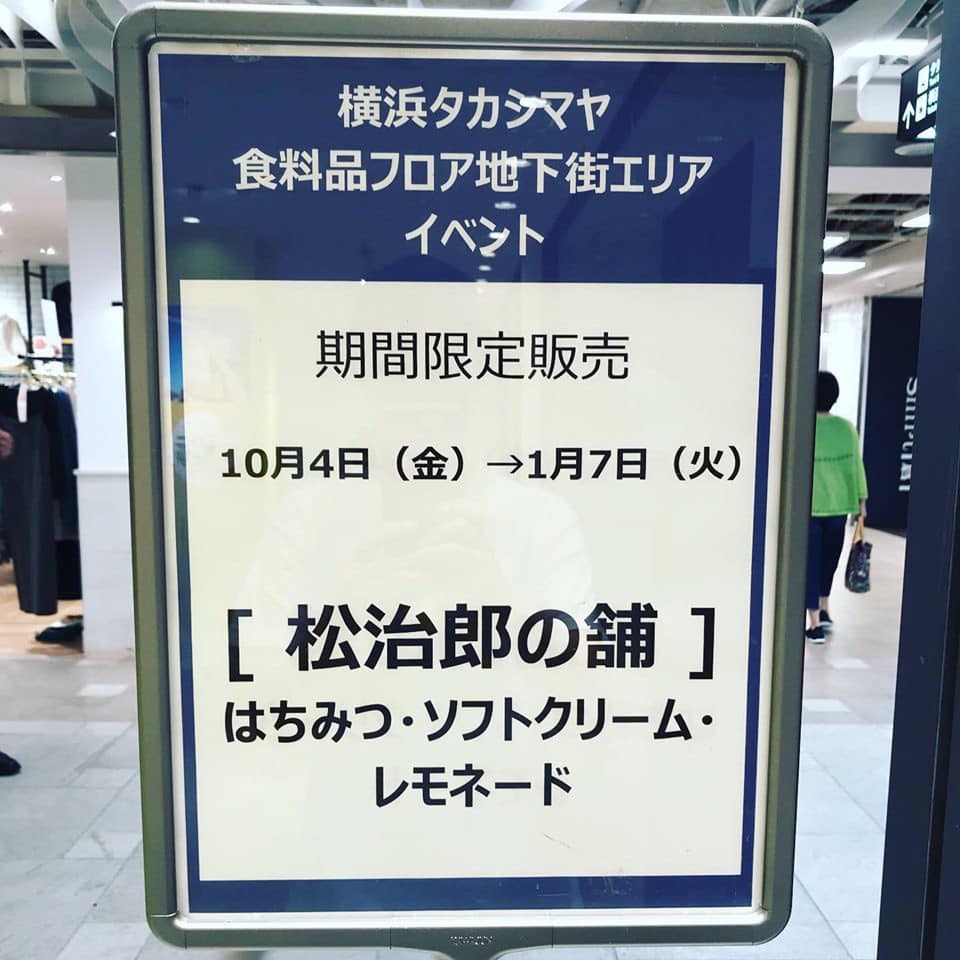 横浜タカシマヤ
食料品フロア地下街エリア
イベント
期間限定販売
10月4日（金）→1月7日（火）
[ 松治郎の舗 ]
はちみつ・ソフトクリーム・
レモネード